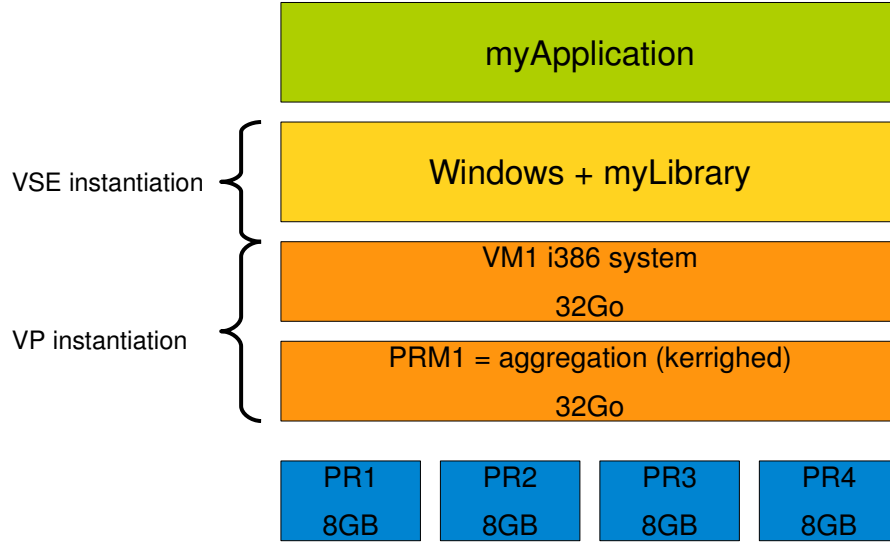 myApplication
VSE instantiation
Windows + myLibrary
VP instantiation
VM1 i386 system
32Go
PRM1 = aggregation (kerrighed)
32Go
PR1 PR2 PR3 PR4
8GB 8GB 8GB 8GB